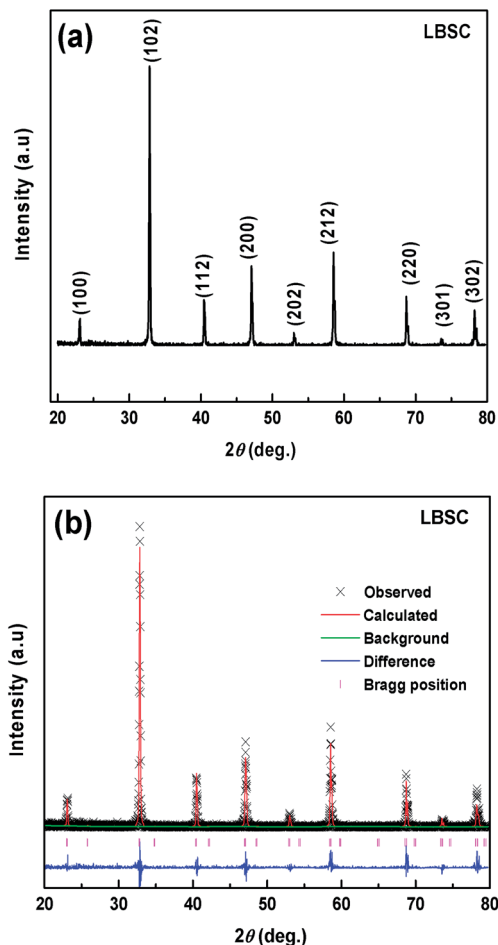 (a)
LBSC
(100)
(102)
(112)
(200)
(202)
(212)
(220)
(301)
(302)
Intensity (a.u)
20 30 40 50 60 70 80
2θ (deg.)
(b)
LBSC
Observed
Calculated
Background
Difference
Bragg position
Intensity (a.u)
20 30 40 50 60 70 80
2θ (deg.)